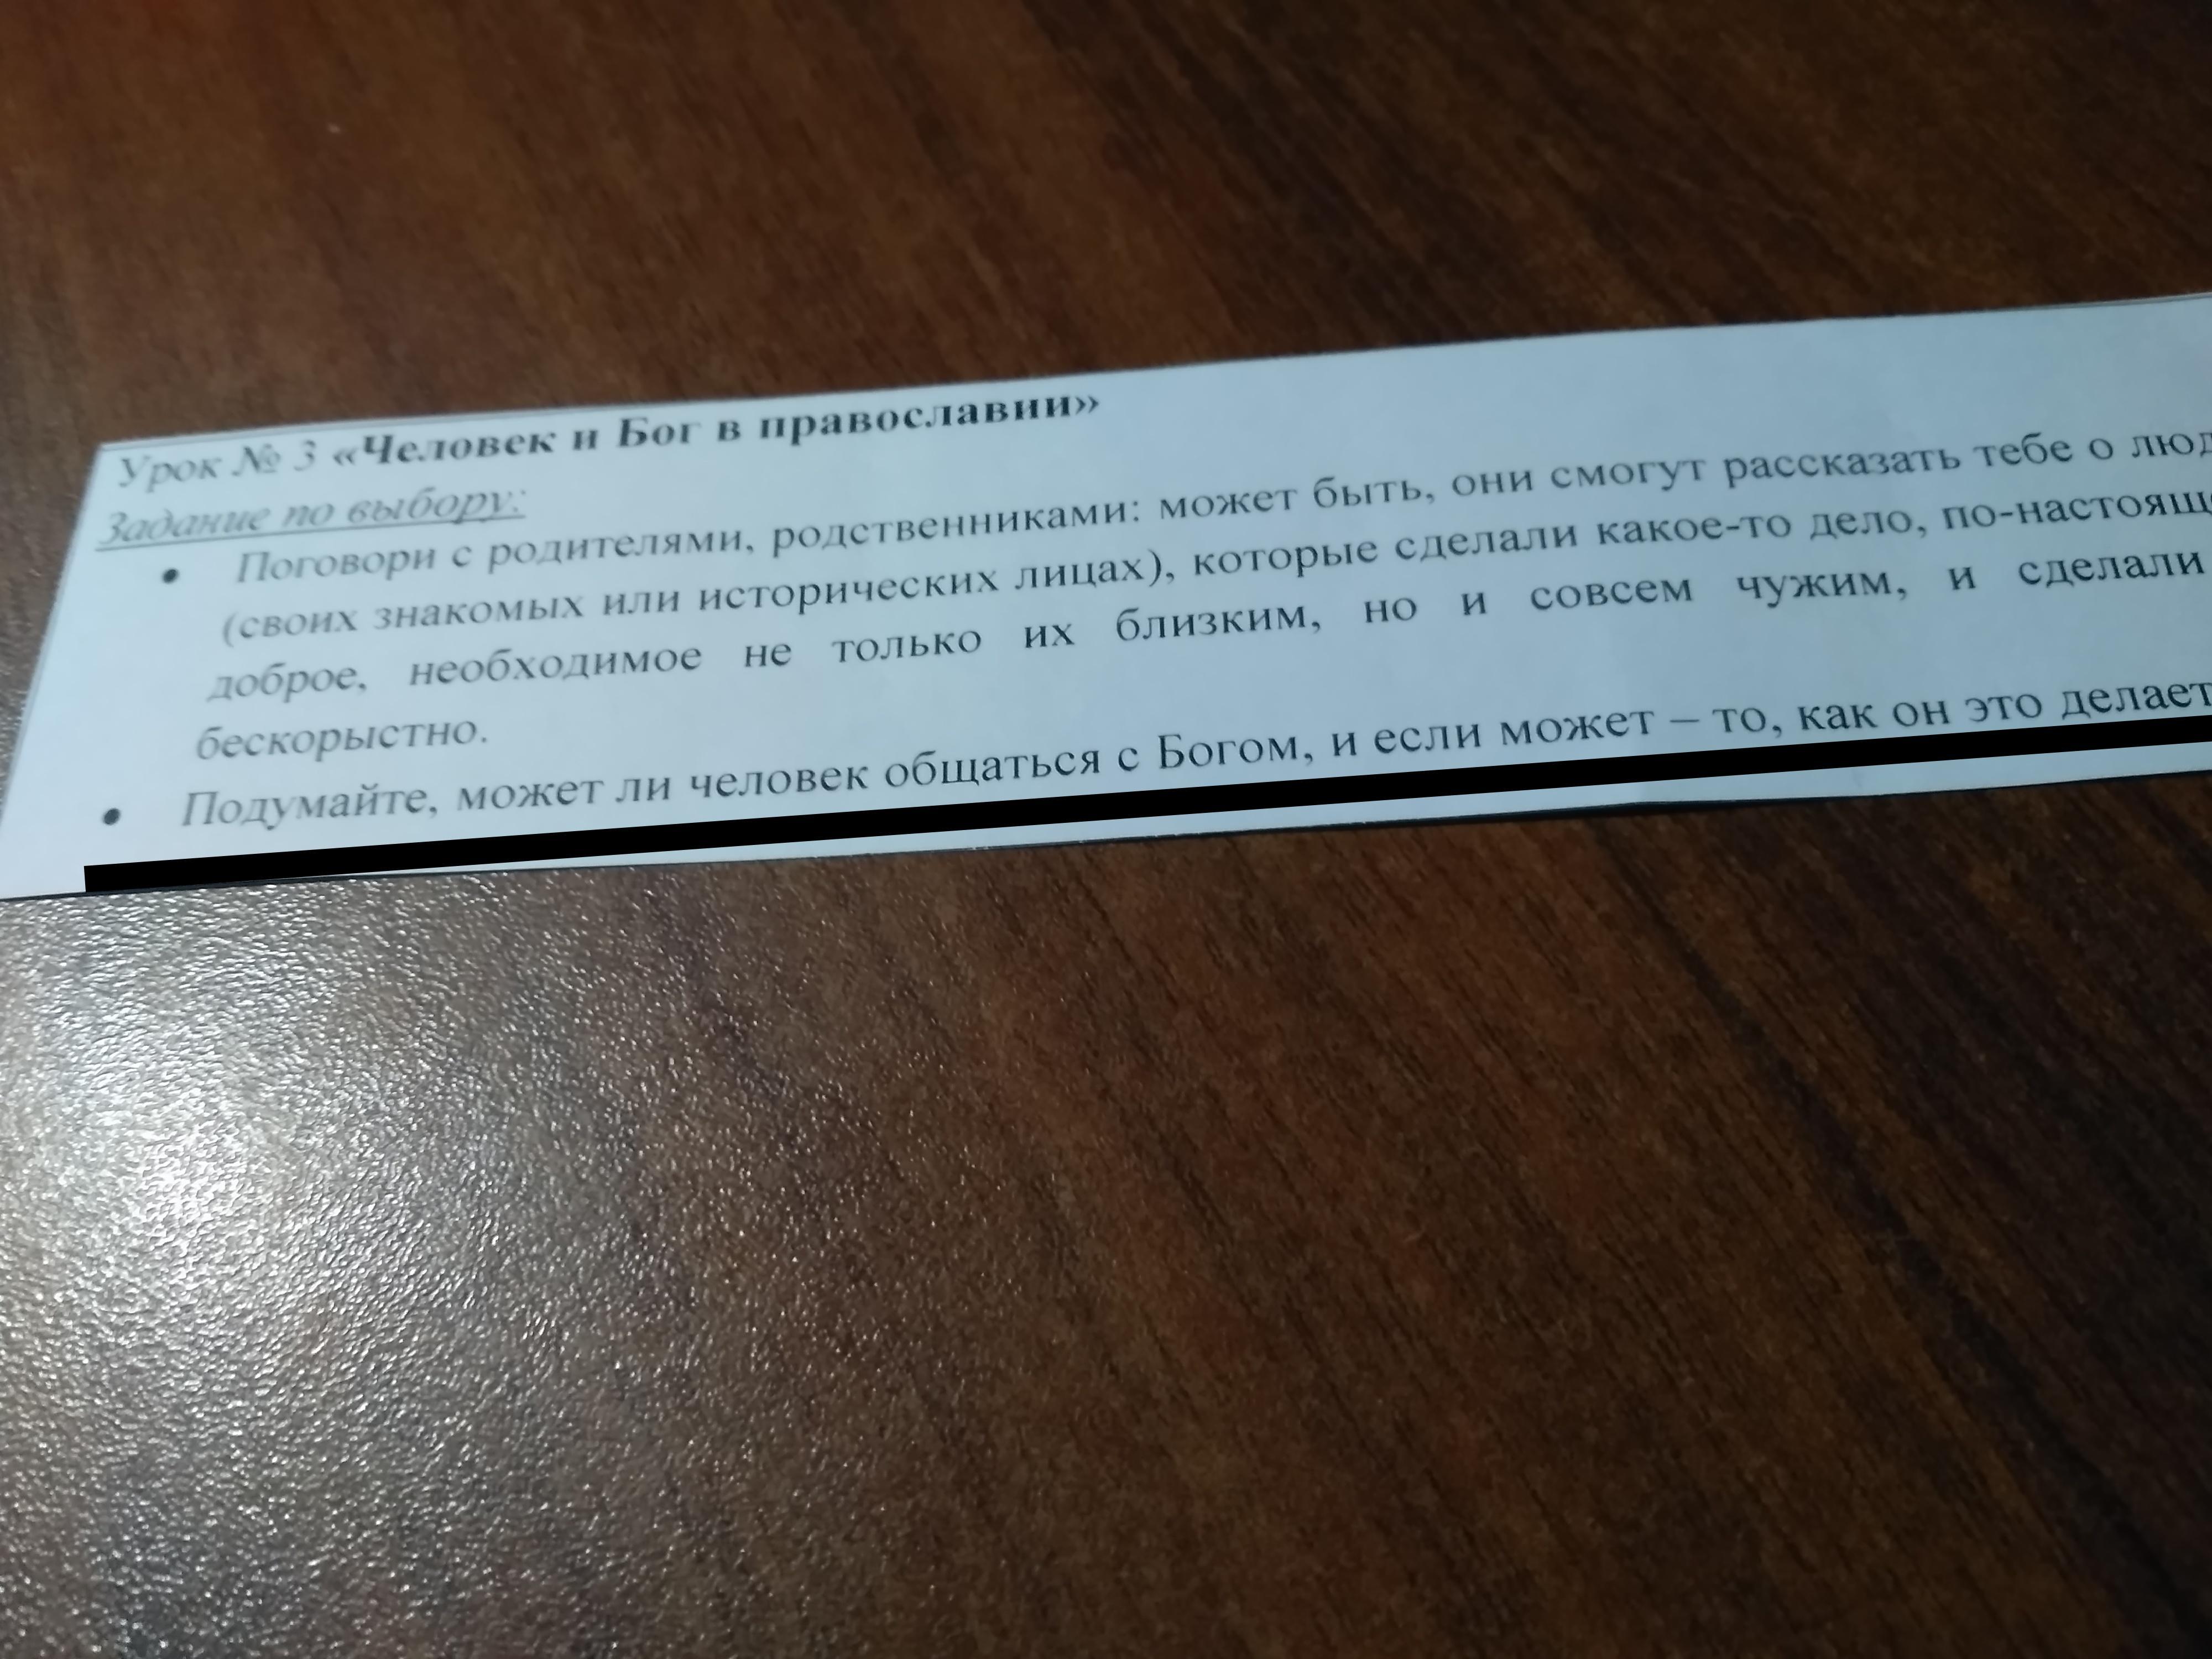 Урок № 3 «Человек и Бог в православии»
Задание по выбору:
• Поговори с родителями, родственниками: может быть, они смогут рассказать тебе о люд
(своих знакомых или исторических лицах), которые сделали какое-то дело, по-настоящ
доброе, необходимое не только их близким, но и совсем чужим, и сделали
бескорыстно.
• Подумайте, может ли человек общаться с Богом, и если может – то, как он это делает